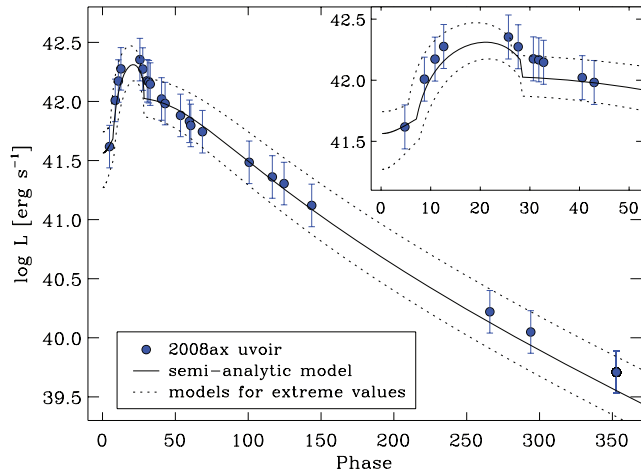 42.5
42.0
41.5
41.0
40.5
40.0
39.5
log L [erg s⁻¹]
42.5
42.0
41.5
0 10 20 30 40 50
2008ax uvoir
semi-analytic model
models for extreme values
0 50 100 150 200 250 300 350
Phase